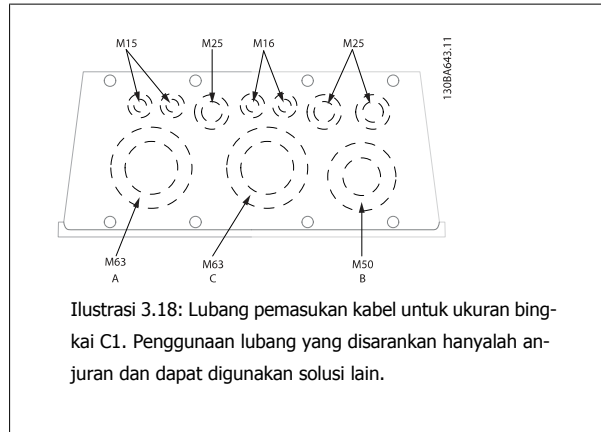 M15 M25 M16 M25
130BA643.11
M63 M63 M50
A C B
Ilustrasi 3.18: Lubang pemasukan kabel untuk ukuran bing-
kai C1. Penggunaan lubang yang disarankan hanyalah an-
juran dan dapat digunakan solusi lain.